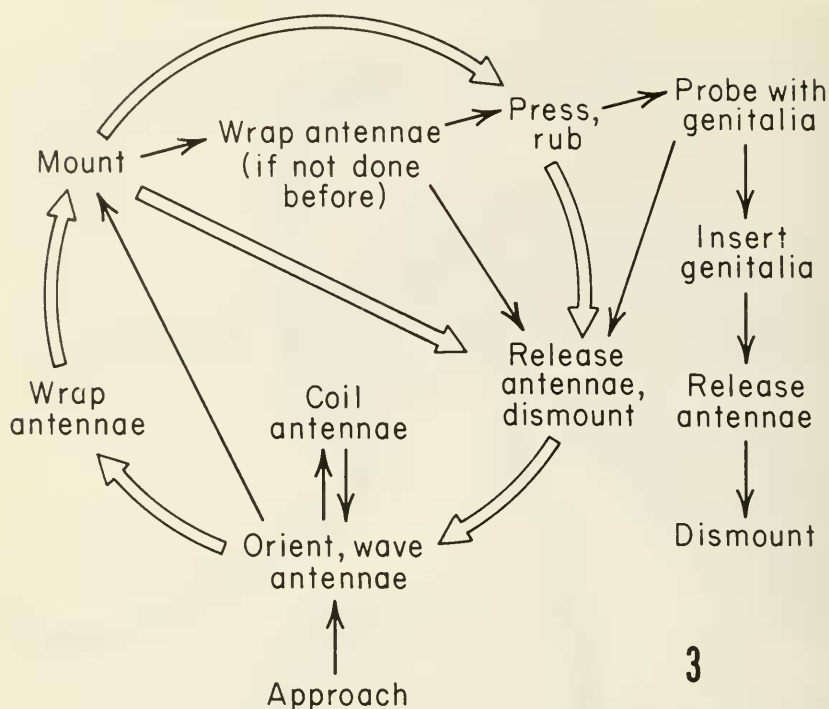 Mount
Wrap antennae
(if not done
before)
Press,
rub
Probe with
genitalia
Insert
genitalia
Release
antennae,
dismount
Release
antennae
Dismount
Wrap
antennae
Coil
antennae
Orient, wave
antennae
Approach
3